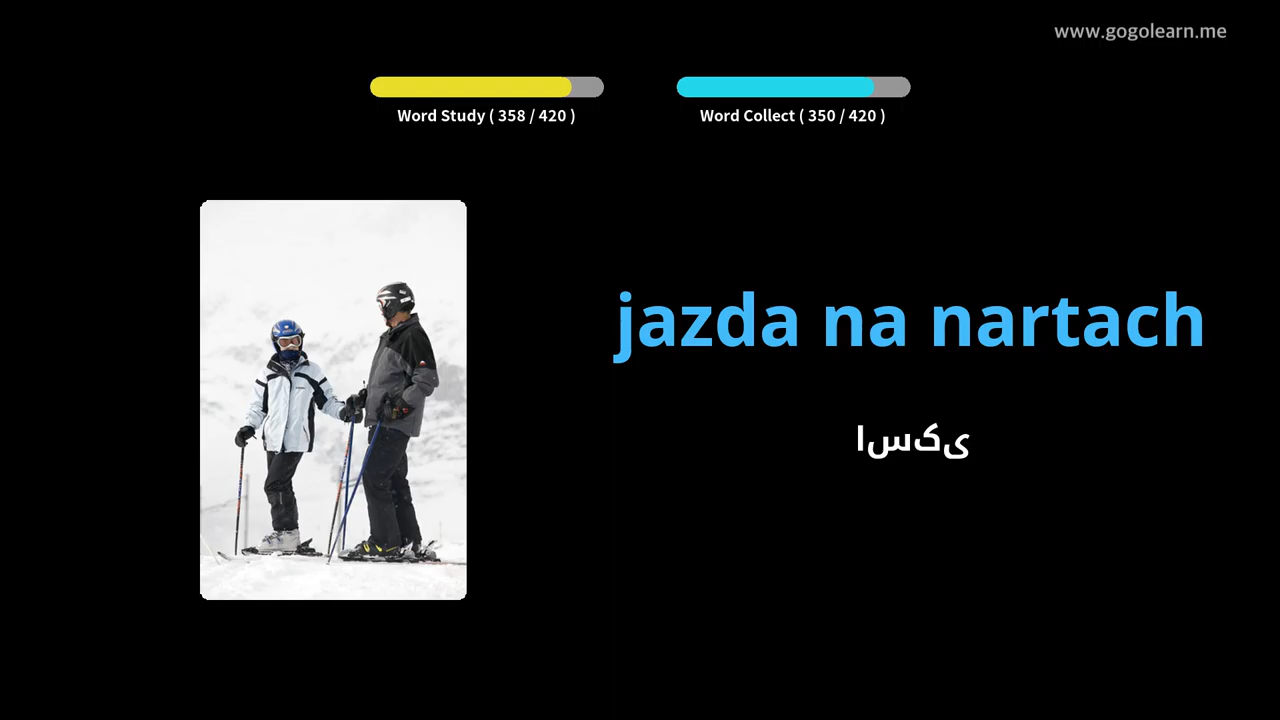 www.gogolearn.me
Word Study ( 358 / 420 )
Word Collect ( 350 / 420 )
jazda na nartach
اسکی